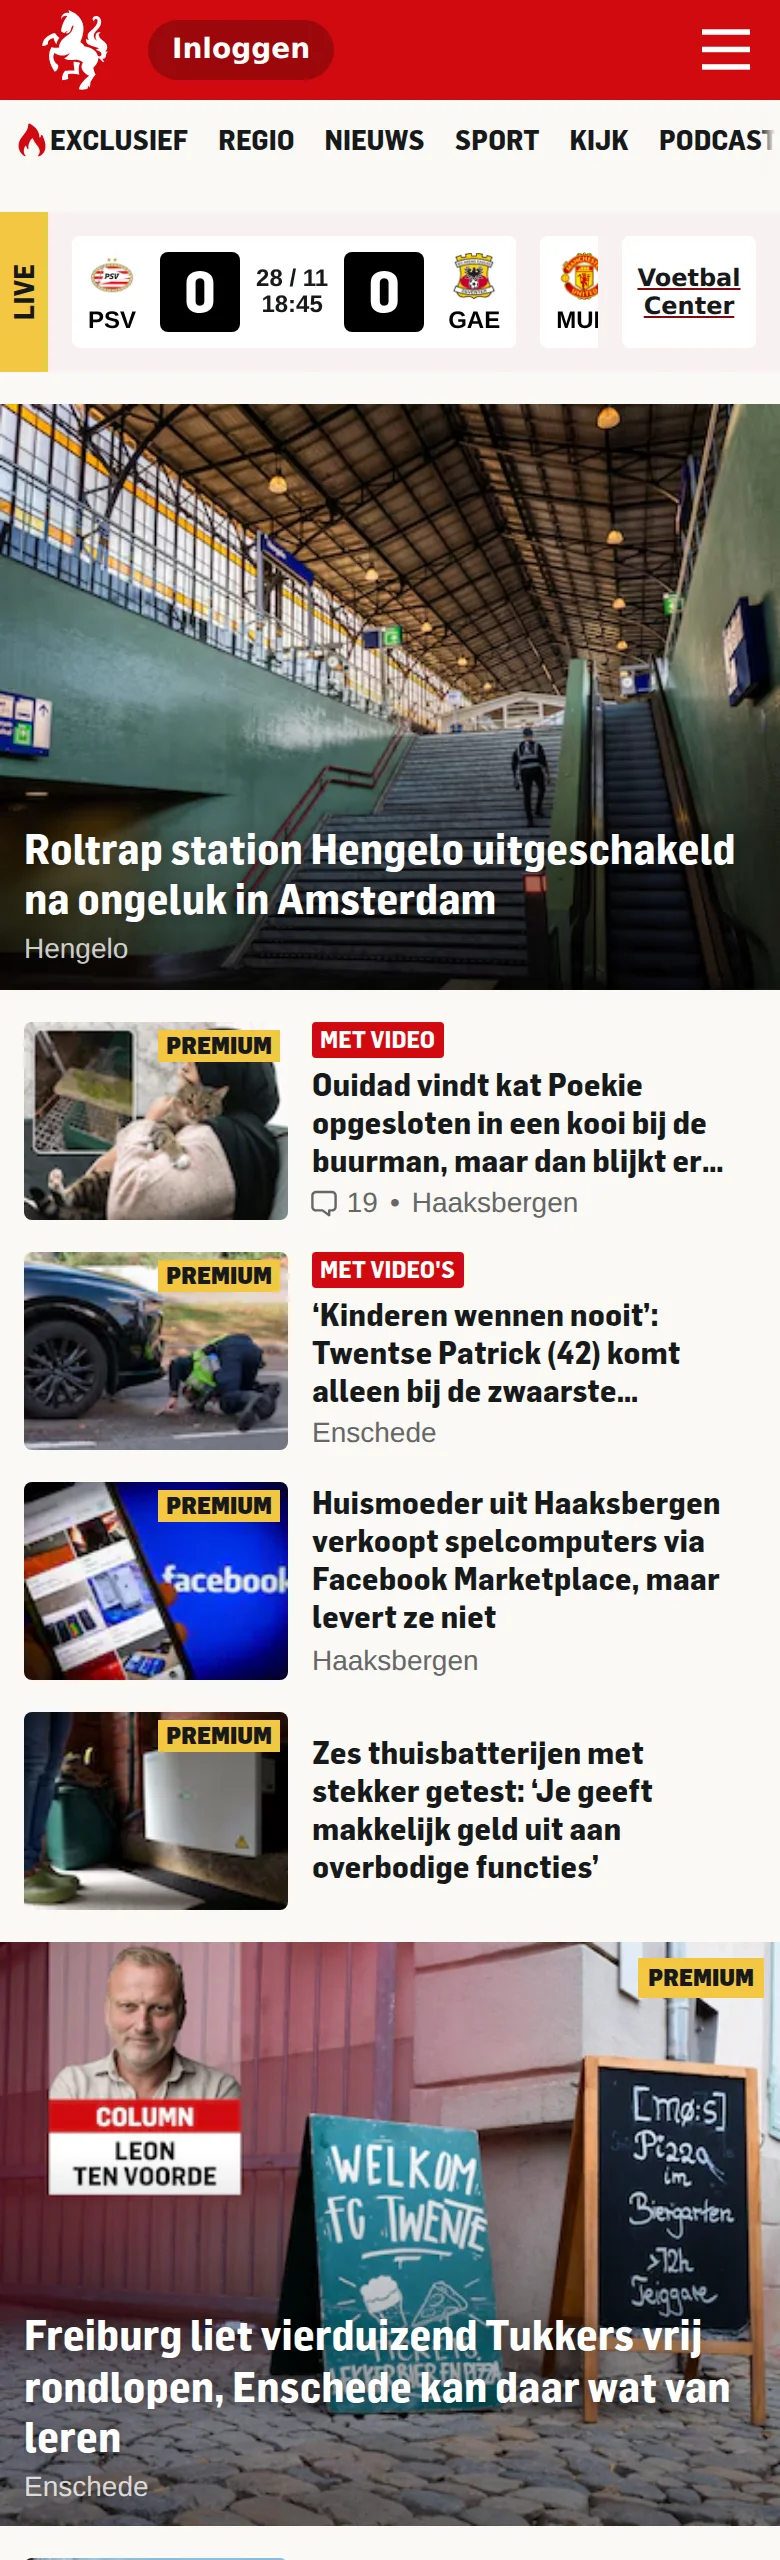 Inloggen
EXCLUSIEF REGIO NIEUWS SPORT KIJK PODCAST
LIVE
PSV
PSV
0
28 / 11
18:45
0
GAE
MU
Voetbal
Center
Roltrap station Hengelo uitgeschakeld
na ongeluk in Amsterdam
Hengelo
PREMIUM
MET VIDEO
Ouidad vindt kat Poekie
opgesloten in een kooi bij de
buurman, maar dan blijkt er...
19 • Haaksbergen
PREMIUM
MET VIDEO'S
‘Kinderen wennen nooit’:
Twentse Patrick (42) komt
alleen bij de zwaarste...
Enschede
PREMIUM
facebook
Huismoeder uit Haaksbergen
verkoopt spelcomputers via
Facebook Marketplace, maar
levert ze niet
Haaksbergen
PREMIUM
Zes thuisbatterijen met
stekker getest: ‘Je geeft
makkelijk geld uit aan
overbodige functies’
PREMIUM
COLUMN
LEON
TEN VOORDE
WELKOM
FC TWENTE
[mø:s]
Pizza
im
Biergarten
>12h
Freiburg liet vierduizend Tukkers vrij
rondlopen, Enschede kan daar wat van
leren
Enschede